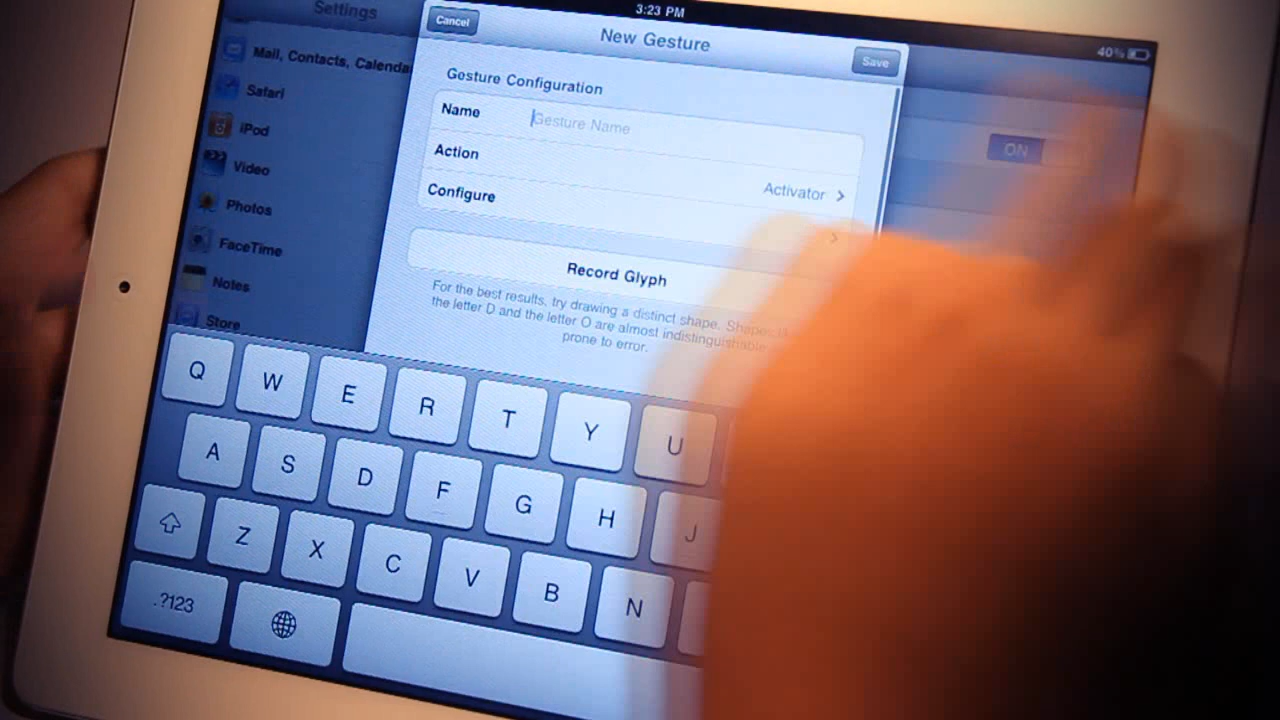 3:23 PM
40%
Settings
Cancel
New Gesture
Save
Mail, Contacts, Calenda
Safari
iPod
Video
Photos
FaceTime
Notes
Store
Gesture Configuration
Name Gesture Name
Action Activator
Configure
ON
Record Glyph
For the best results, try drawing a distinct shape.
the letter D and the letter O are almost indistinguishable
prone to error.
Q W E R T Y U
A S D F G H J
Z X C V B N
.?123